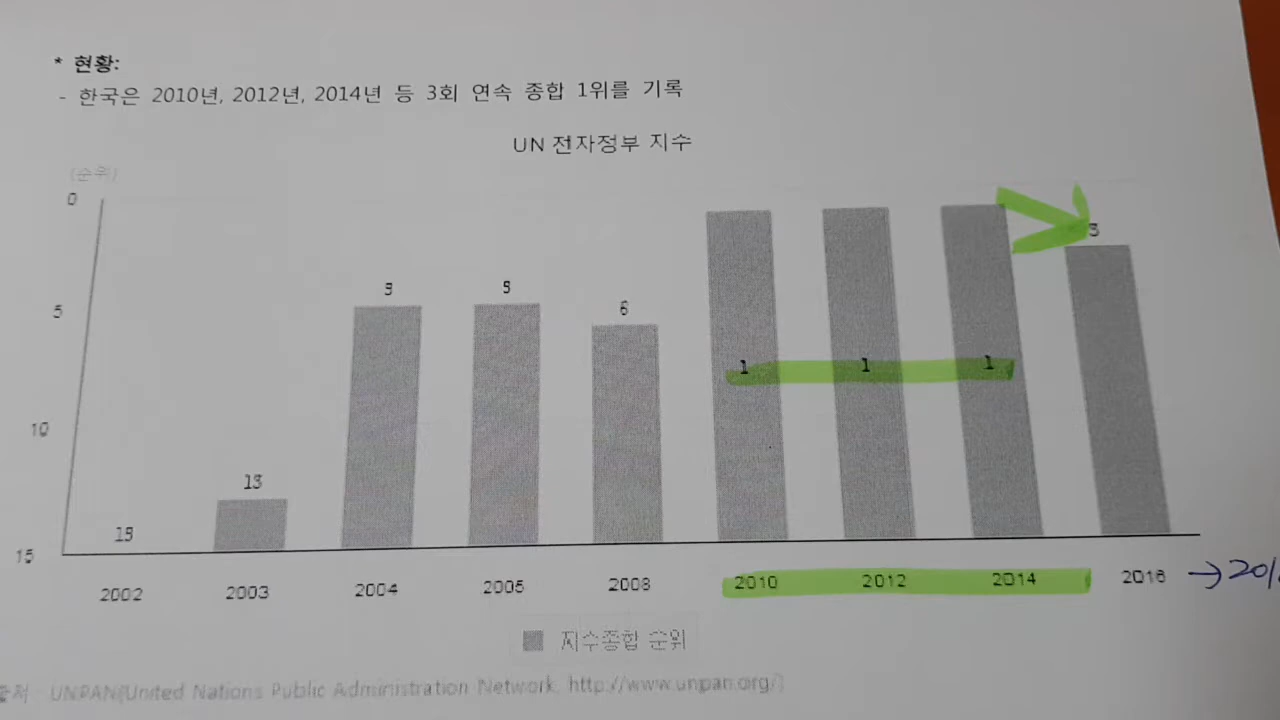 * 현황:
- 한국은 2010년, 2012년, 2014년 등 3회 연속 종합 1위를 기록
UN 전자정부 지수
(순위)
0
5
10
15
15
13
5
5
6
1
1
1
3
2002 2003 2004 2005 2008 2010 2012 2014 2016
지수종합 순위
UNPAN(United Nations Public Administration Network, http://www.unpan.org/)